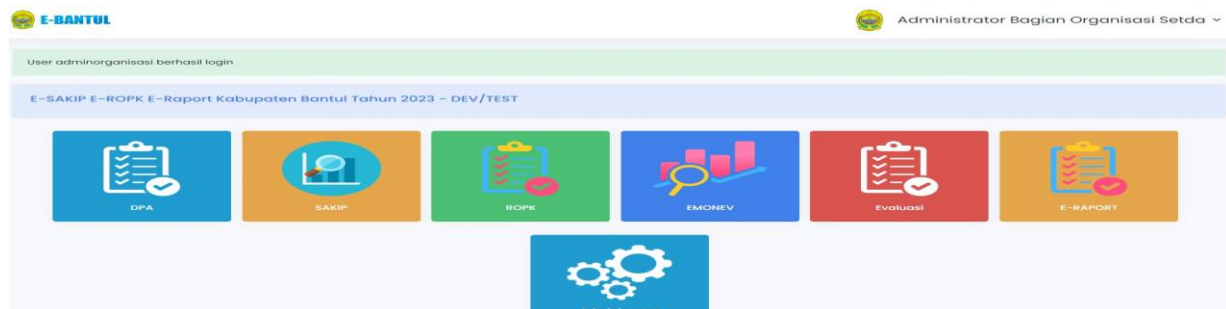 E-BANTUL
Administrator Bagian Organisasi Setda
User adminorganisasi berhasil login
E-SAKIP E-ROPK E-Raport Kabupaten Bantul Tahun 2023 - DEV/TEST
DPA
SAKIP
ROPK
EMONEV
Evaluasi
E-RAPORT